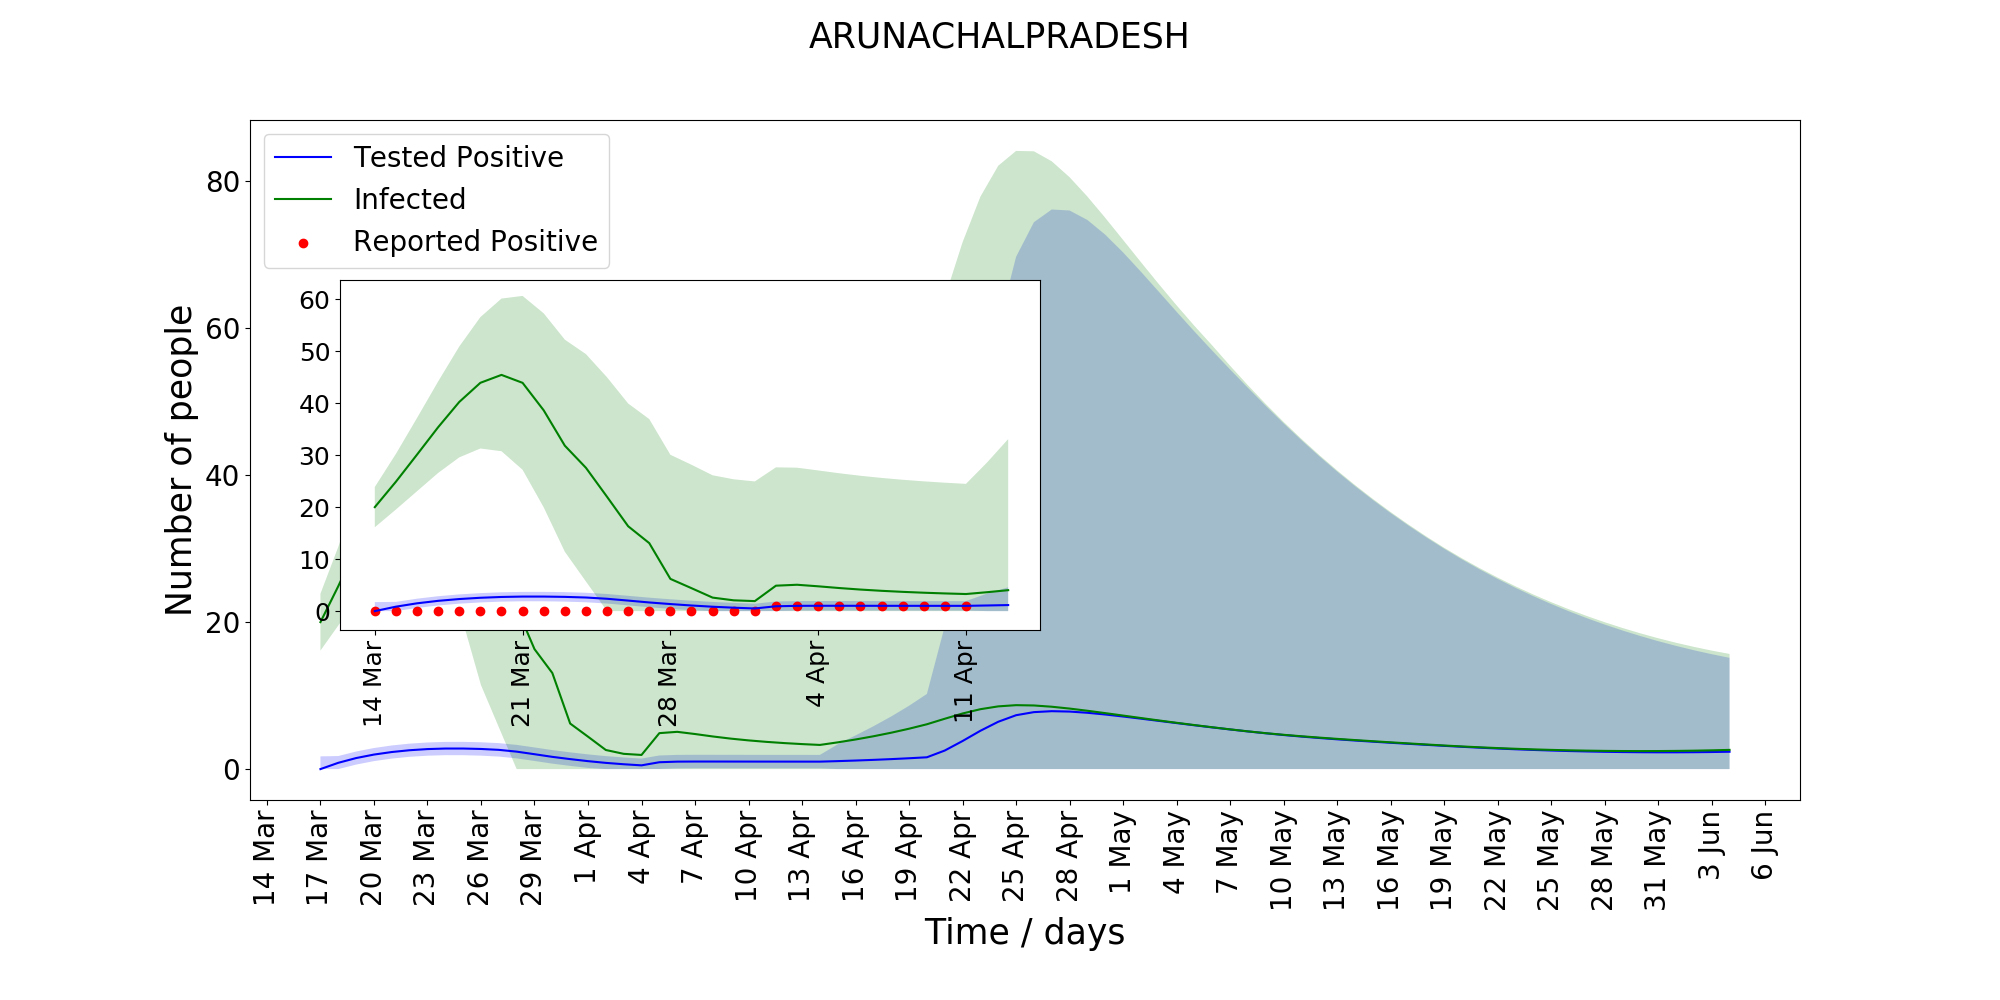 ARUNACHALPRADESH
Tested Positive
Infected
Reported Positive
Number of people
80
60
40
20
0
60
50
40
30
20
10
0
14 Mar
21 Mar
28 Mar
4 Apr
11 Apr
14 Mar
17 Mar
20 Mar
23 Mar
26 Mar
29 Mar
1 Apr
4 Apr
7 Apr
10 Apr
13 Apr
16 Apr
19 Apr
22 Apr
25 Apr
28 Apr
1 May
4 May
7 May
10 May
13 May
16 May
19 May
22 May
25 May
28 May
31 May
3 Jun
6 Jun
Time / days